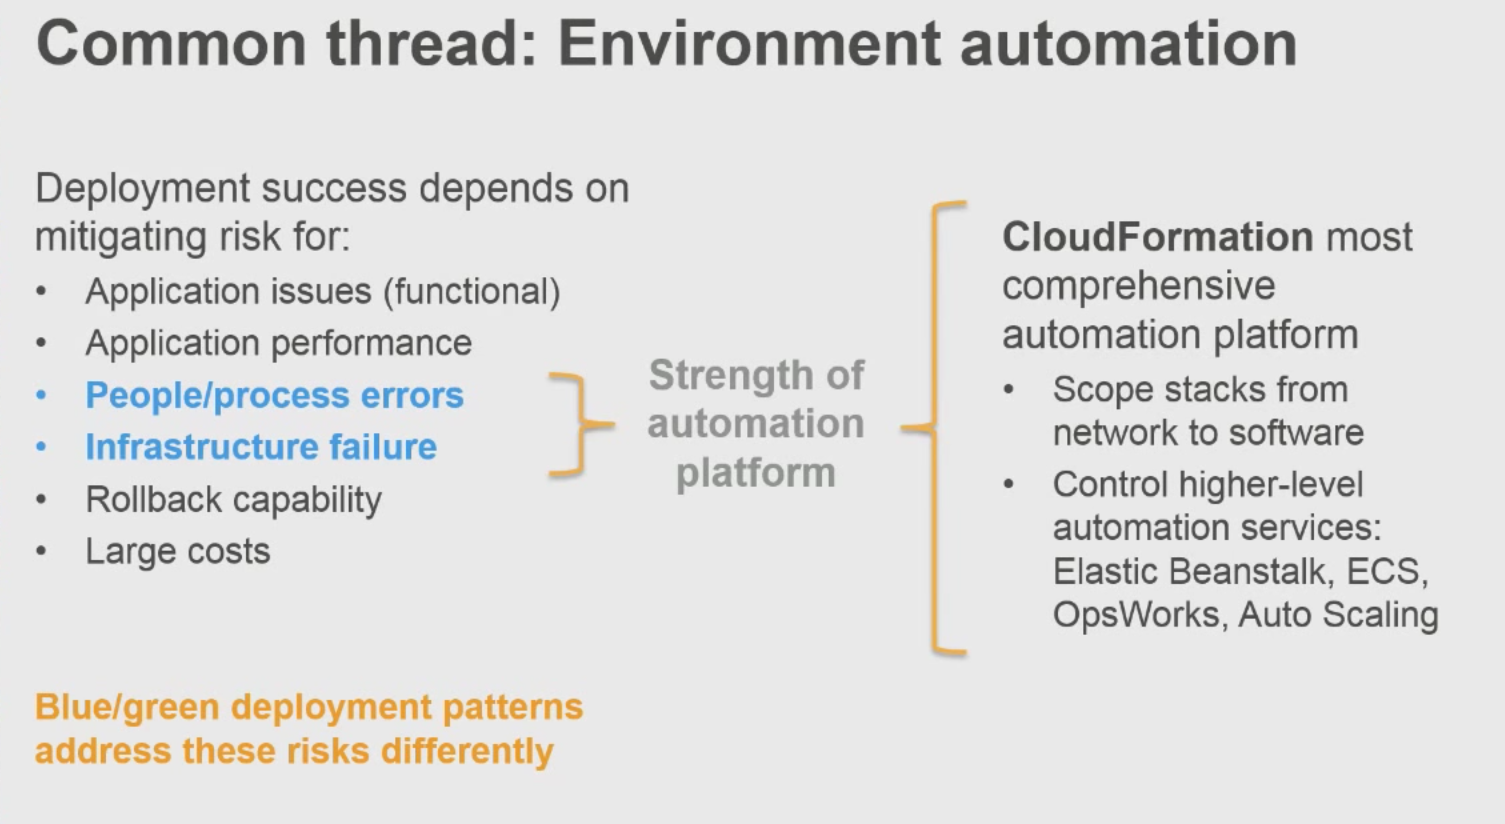 Common thread: Environment automation
Deployment success depends on
mitigating risk for:
• Application issues (functional)
• Application performance
• People/process errors
• Infrastructure failure
• Rollback capability
• Large costs
Blue/green deployment patterns
address these risks differently
Strength of
automation
platform
CloudFormation most
comprehensive
automation platform
• Scope stacks from
network to software
• Control higher-level
automation services:
Elastic Beanstalk, ECS,
OpsWorks, Auto Scaling